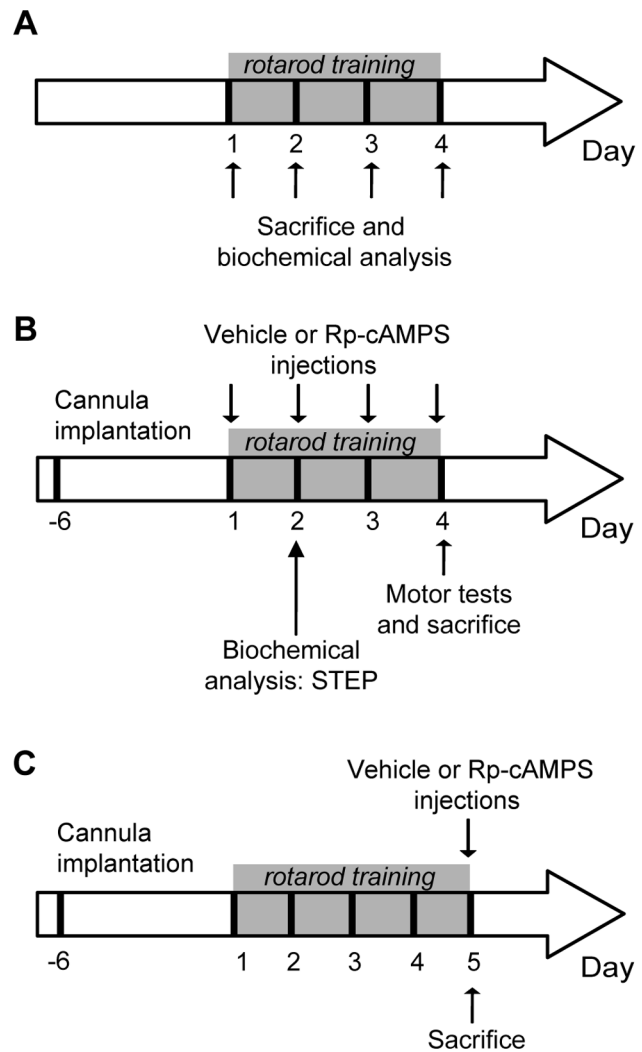 A
rotarod training
1 2 3 4
Day
Sacrifice and
biochemical analysis
B
Vehicle or Rp-cAMPS
injections
Cannula
implantation
rotarod training
-6 1 2 3 4
Day
Motor tests
and sacrifice
Biochemical
analysis: STEP
C
Vehicle or Rp-cAMPS
injections
Cannula
implantation
rotarod training
-6 1 2 3 4 5
Day
Sacrifice